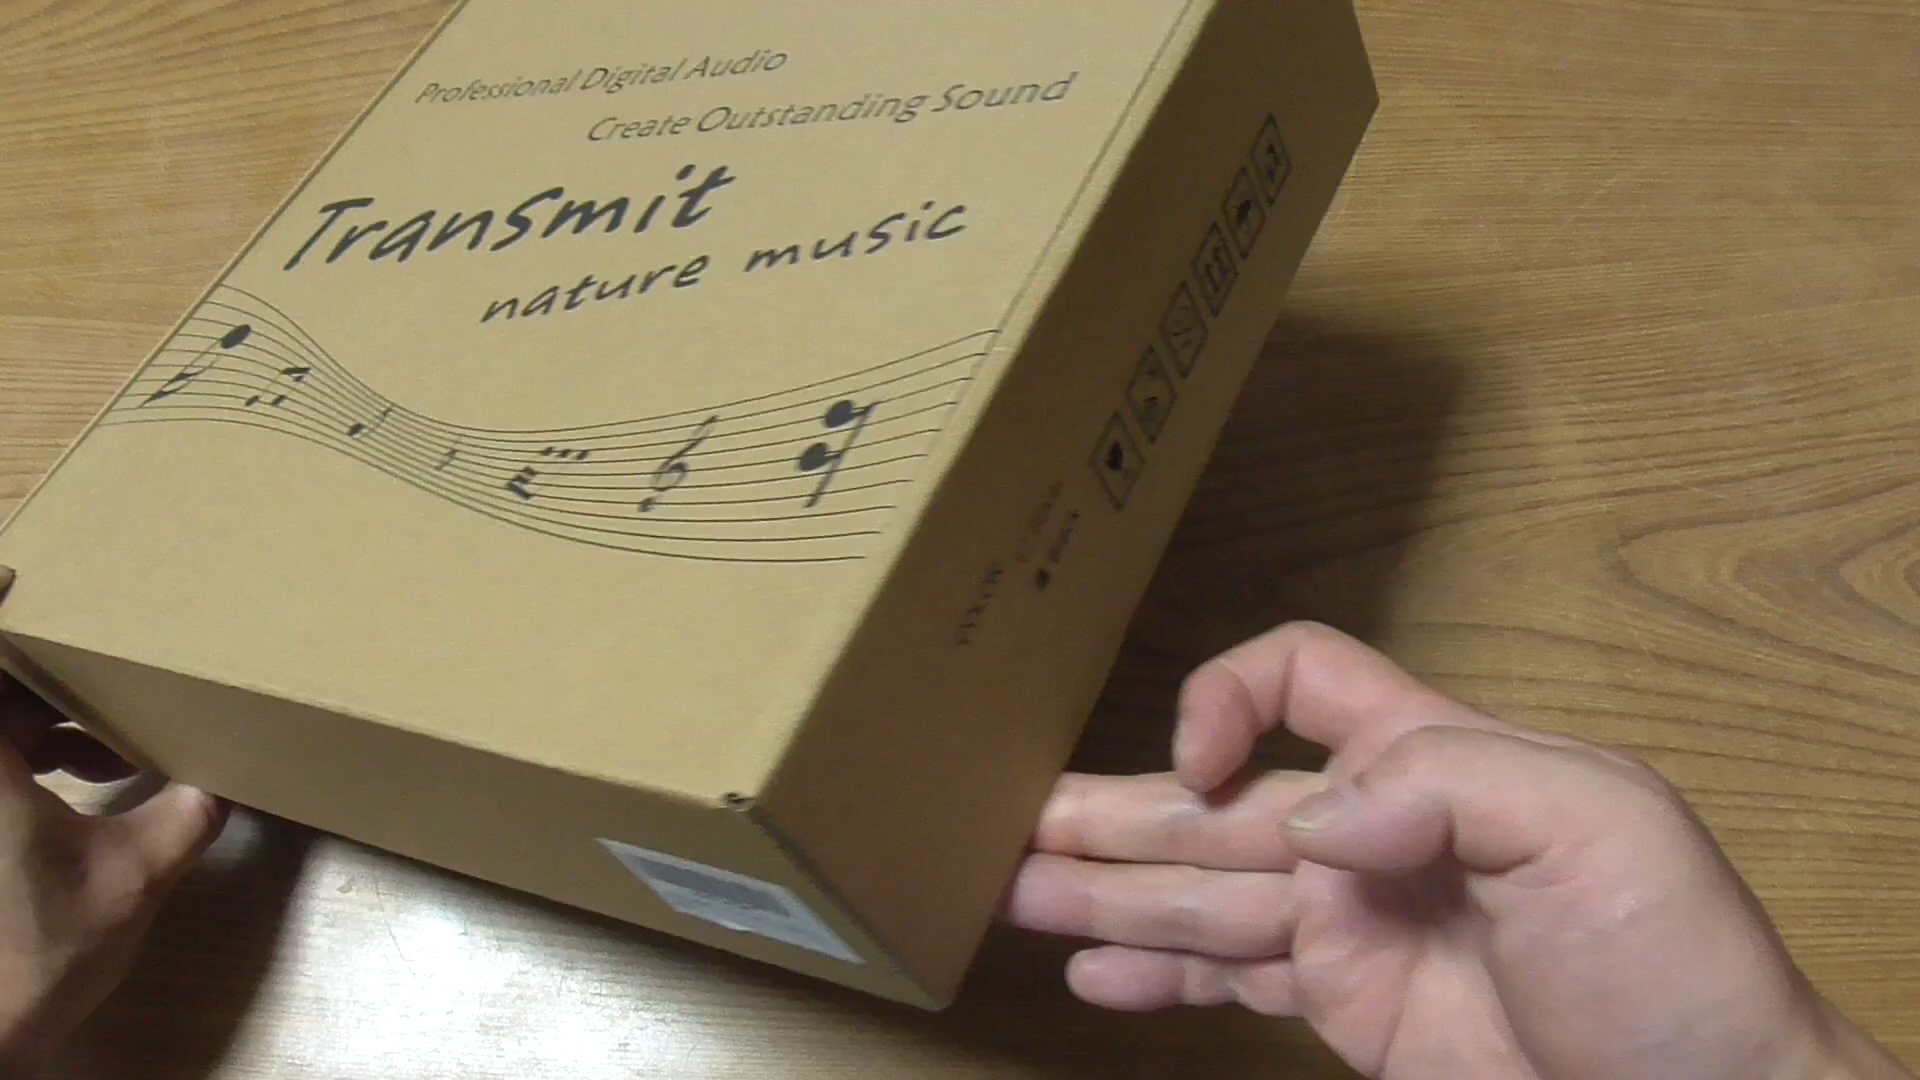 Professional Digital Audio
Create Outstanding Sound
Transmit
nature music